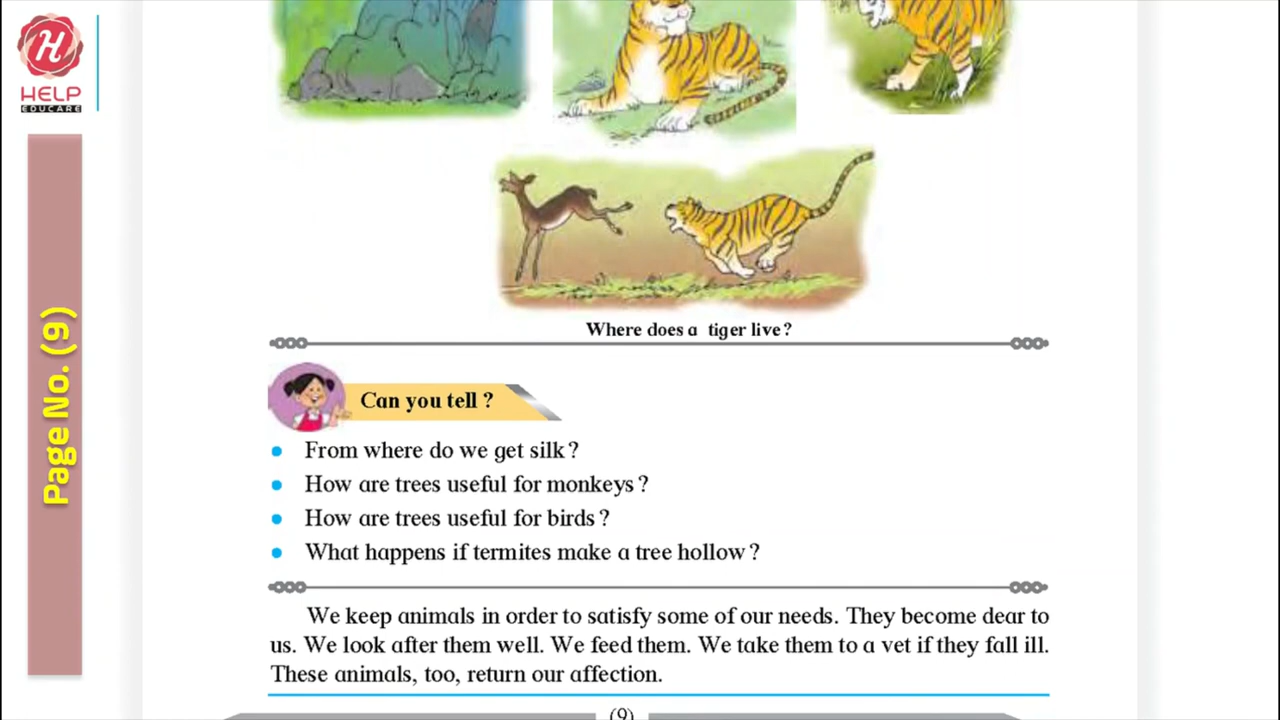 H
HELP
EDUCARE
Page No. (9)
Where does a tiger live?
Can you tell ?
• From where do we get silk?
• How are trees useful for monkeys?
• How are trees useful for birds?
• What happens if termites make a tree hollow?
We keep animals in order to satisfy some of our needs. They become dear to
us. We look after them well. We feed them. We take them to a vet if they fall ill.
These animals, too, return our affection.
(9)